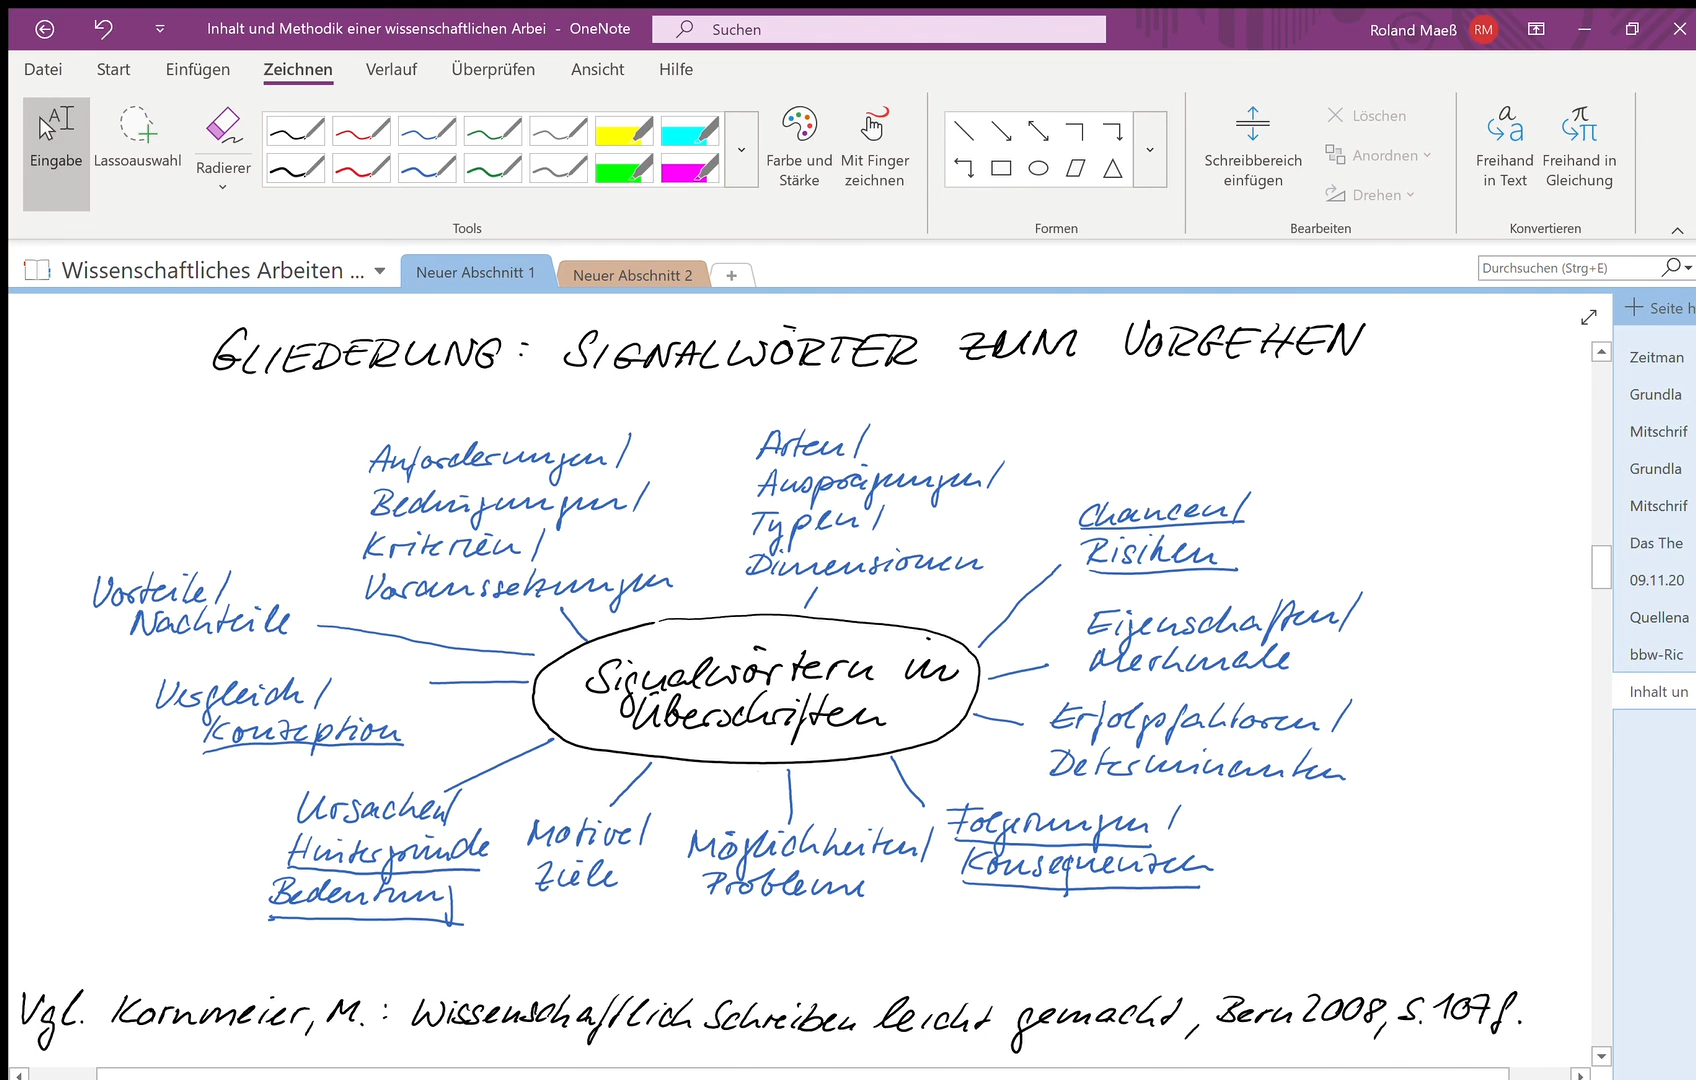 Inhalt und Methodik einer wissenschaftlichen Arbei - OneNote
Suchen
Roland Maeß
RM
Datei Start Einfügen Zeichnen Verlauf Überprüfen Ansicht Hilfe
Eingabe
Lassoauswahl
Radierer
Farbe und Stärke
Mit Finger zeichnen
Schreibbereich einfügen
Löschen
Anordnen
Drehen
Freihand in Text
Freihand in Gleichung
Tools
Formen
Bearbeiten
Konvertieren
Wissenschaftliches Arbeiten ...
Neuer Abschnitt 1
Neuer Abschnitt 2
Durchsuchen (Strg+E)
Seite h
Zeitman
Grundla
Mitschrif
Grundla
Mitschrif
Das The
09.11.20
Quellena
bbw-Ric
Inhalt un
GLIEDERUNG: SIGNALWÖRTER ZUM VORGEHEN
Anforderungen/
Bedingungen/
Kriterien/
Voraussetzungen
Arten/
Ausprägungen/
Typen/
Dimensionen
Chancen/
Risiken
Vorteile/
Nachteile
Eigenschaften/
Merkmale
Signalwörtern in
Überschriften
Vergleich/
Konzeption
Erfolgsfaktoren/
Determinanten
Ursachen/
Hintergründe
Bedeutung
Motive/
Ziele
Möglichkeiten/
Probleme
Folgerungen/
Konsequenzen
Vgl. Kornmeier, M.: Wissenschaftlich Schreiben leicht gemacht, Bern 2008, S. 107f.